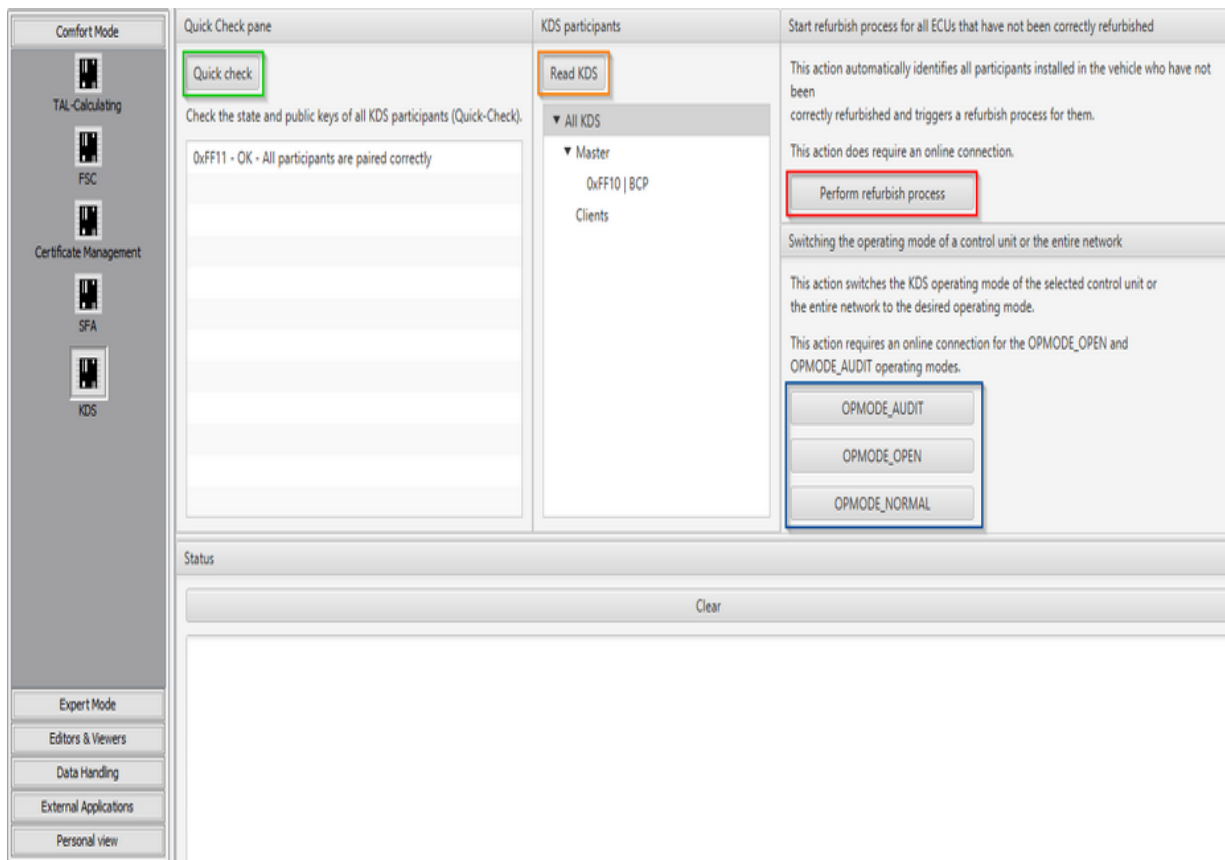 Comfort Mode
TAL-Calculating
FSC
Certificate Management
SFA
KDS
Expert Mode
Editors & Viewers
Data Handling
External Applications
Personal view
Quick Check pane
Quick check
Check the state and public keys of all KDS participants (Quick-Check).
0xFF11 - OK - All participants are paired correctly
KDS participants
Read KDS
▼ All KDS
▼ Master
0xFF10 | BCP
Clients
Start refurbish process for all ECUs that have not been correctly refurbished
This action automatically identifies all participants installed in the vehicle who have not
been
correctly refurbished and triggers a refurbish process for them.
This action does require an online connection.
Perform refurbish process
Switching the operating mode of a control unit or the entire network
This action switches the KDS operating mode of the selected control unit or
the entire network to the desired operating mode.
This action requires an online connection for the OPMODE_OPEN and
OPMODE_AUDIT operating modes.
OPMODE_AUDIT
OPMODE_OPEN
OPMODE_NORMAL
Status
Clear